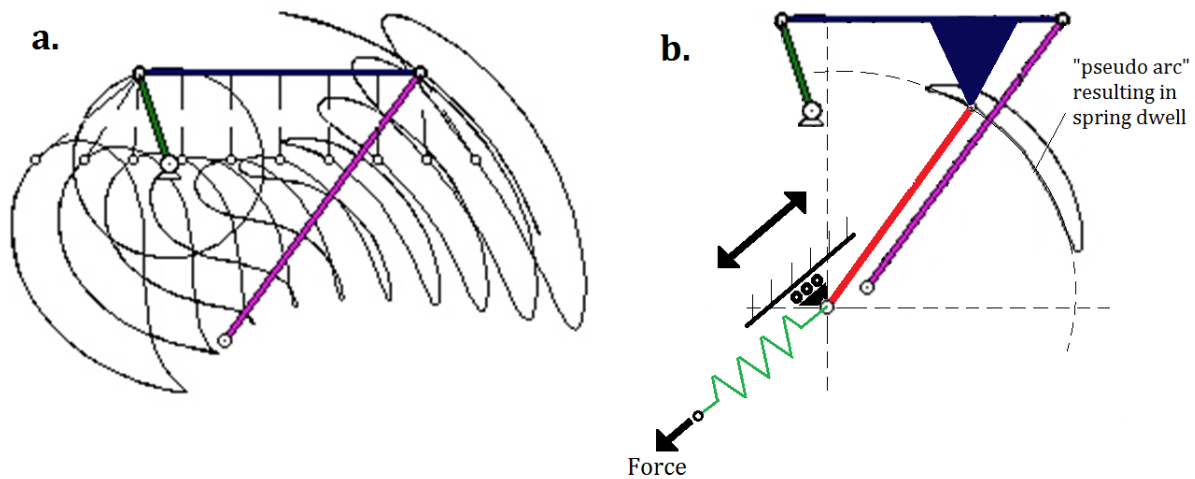 a.
b.
"pseudo arc"
resulting in
spring dwell
Force